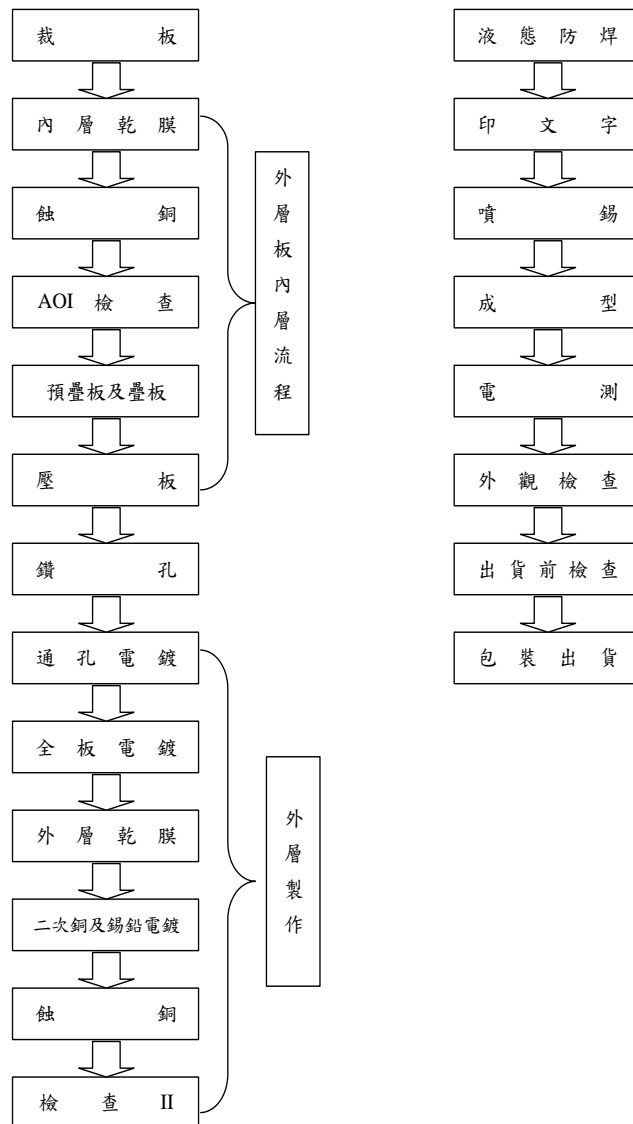 裁板
內層乾膜
蝕銅
AOI 檢查
預疊板及疊板
壓板
鑽孔
通孔電鍍
全板電鍍
外層乾膜
二次銅及錫鉛電鍍
蝕銅
檢查 II
外層板內層流程
外層製作
液態防焊
印文字
噴錫
成型
電測
外觀檢查
出貨前檢查
包裝出貨